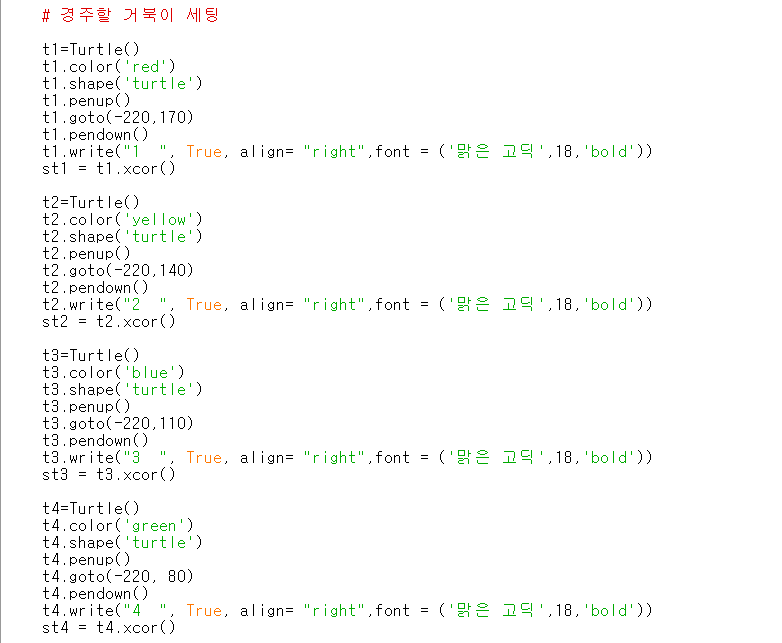 # 경주할 거북이 세팅
t1=Turtle()
t1.color('red')
t1.shape('turtle')
t1.penup()
t1.goto(-220,170)
t1.pendown()
t1.write("1  ", True, align= "right",font = ('맑은 고딕',18,'bold'))
st1 = t1.xcor()
t2=Turtle()
t2.color('yellow')
t2.shape('turtle')
t2.penup()
t2.goto(-220,140)
t2.pendown()
t2.write("2  ", True, align= "right",font = ('맑은 고딕',18,'bold'))
st2 = t2.xcor()
t3=Turtle()
t3.color('blue')
t3.shape('turtle')
t3.penup()
t3.goto(-220,110)
t3.pendown()
t3.write("3  ", True, align= "right",font = ('맑은 고딕',18,'bold'))
st3 = t3.xcor()
t4=Turtle()
t4.color('green')
t4.shape('turtle')
t4.penup()
t4.goto(-220, 80)
t4.pendown()
t4.write("4  ", True, align= "right",font = ('맑은 고딕',18,'bold'))
st4 = t4.xcor()